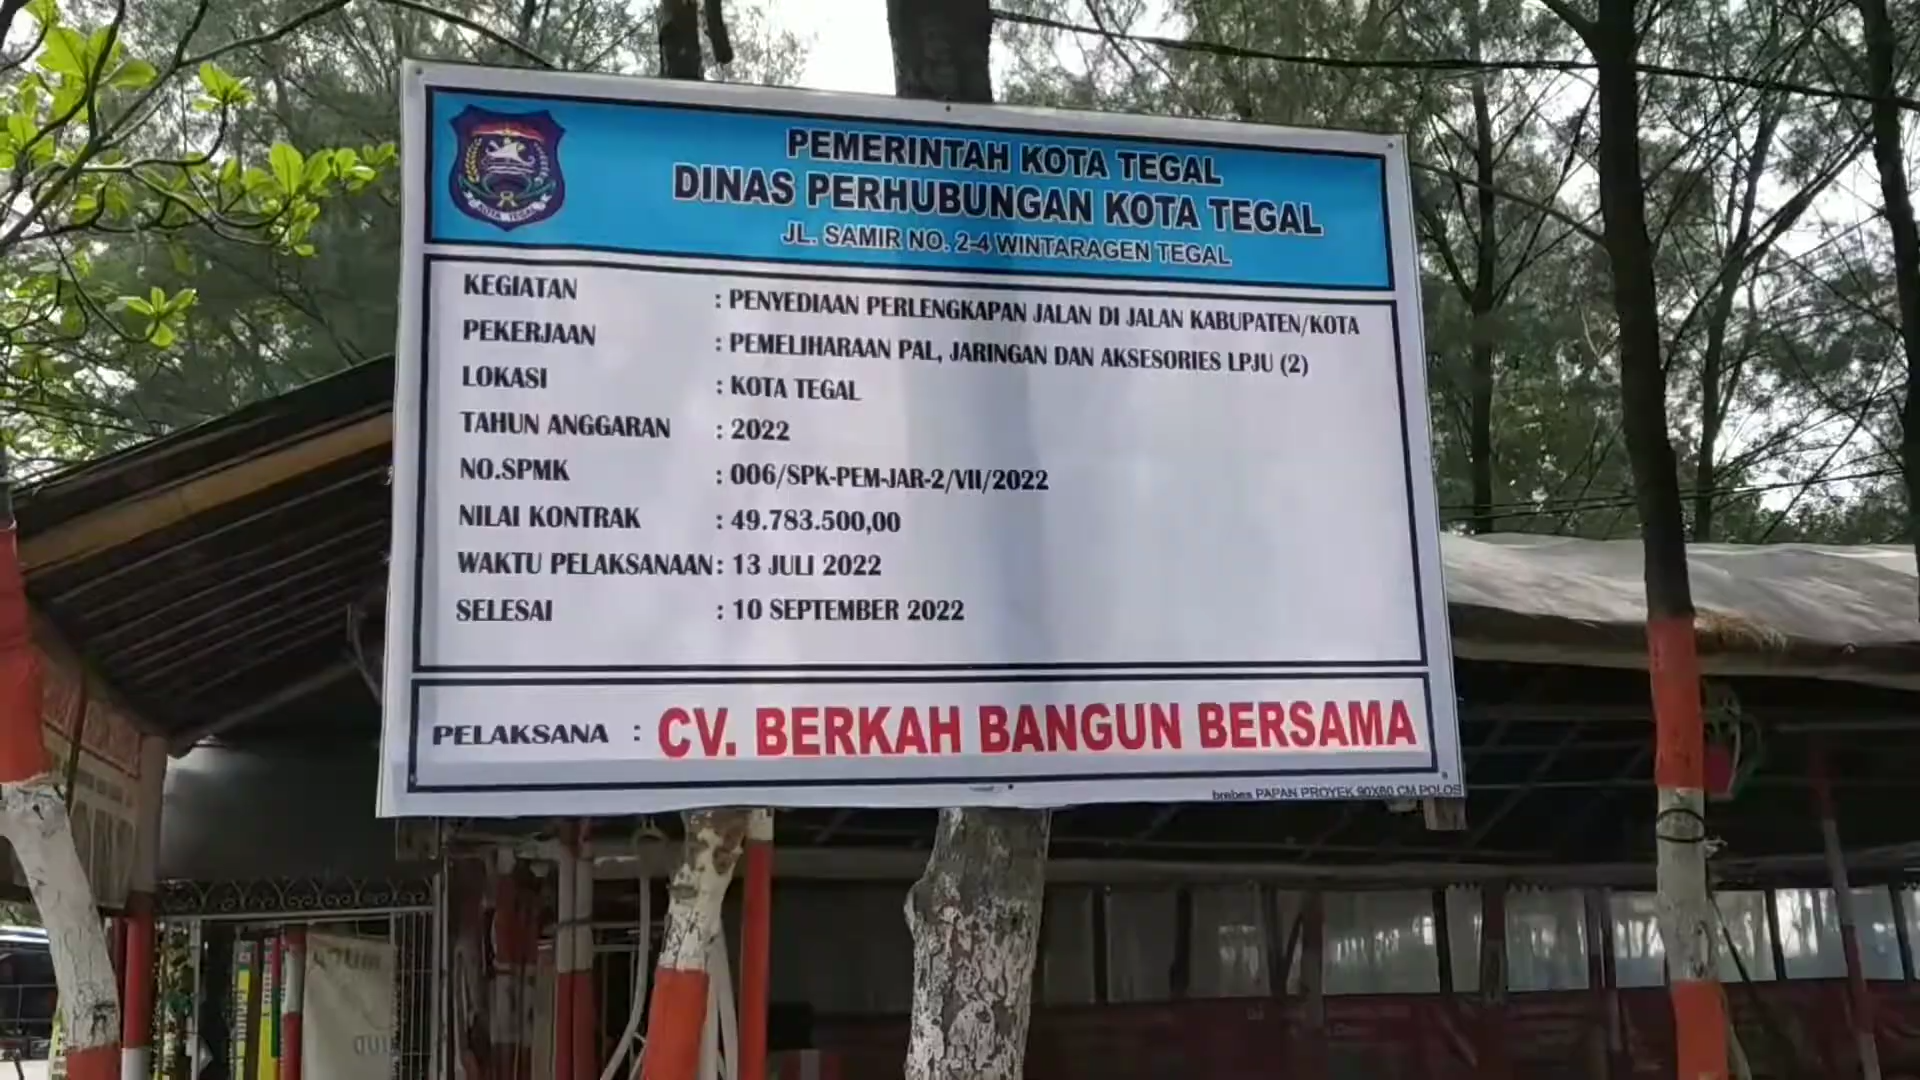 PEMERINTAH KOTA TEGAL
DINAS PERHUBUNGAN KOTA TEGAL
JL. SAMIR NO. 2-4 WINTARAGEN TEGAL
KOTA TEGAL
KEGIATAN : PENYEDIAAN PERLENGKAPAN JALAN DI JALAN KABUPATEN/KOTA
PEKERJAAN : PEMELIHARAAN PAL, JARINGAN DAN AKSESORIES LPJU (2)
LOKASI : KOTA TEGAL
TAHUN ANGGARAN : 2022
NO.SPMK : 006/SPK-PEM-JAR-2/VII/2022
NILAI KONTRAK : 49.783.500,00
WAKTU PELAKSANAAN : 13 JULI 2022
SELESAI : 10 SEPTEMBER 2022
PELAKSANA : CV. BERKAH BANGUN BERSAMA
brebes PAPAN PROYEK 90X60 CM POLOS